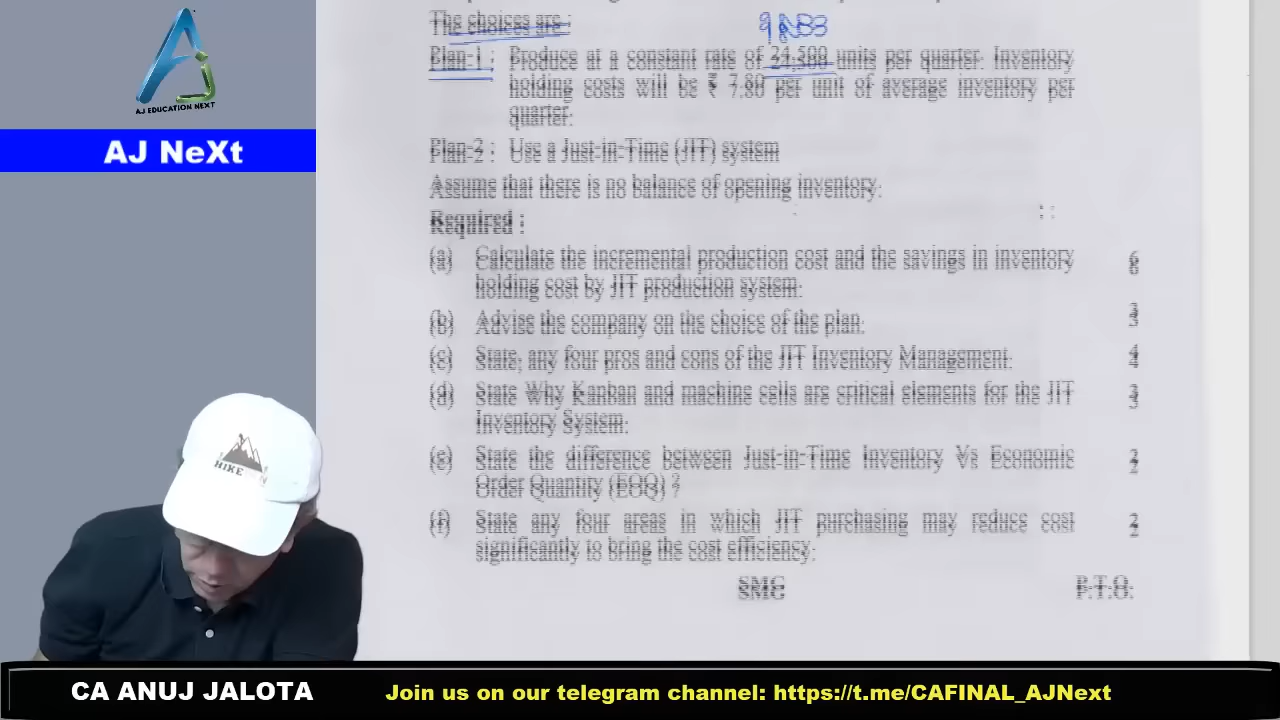 AJ EDUCATION NEXT
AJ NeXt
HIKE
The choices are :
Plan-1 : Produce at a constant rate of 24,500 units per quarter. Inventory
holding costs will be ₹ 7.80 per unit of average inventory per
quarter.
Plan-2 : Use a Just-in-Time (JIT) system
Assume that there is no balance of opening inventory.
Required :
(a) Calculate the incremental production cost and the savings in inventory 6
holding cost by JIT production system.
(b) Advise the company on the choice of the plan. 3
(c) State, any four pros and cons of the JIT Inventory Management. 4
(d) State Why Kanban and machine cells are critical elements for the JIT 3
Inventory System.
(e) State the difference between Just-in-Time Inventory Vs Economic 2
Order Quantity (EOQ) ?
(f) State any four areas in which JIT purchasing may reduce cost 2
significantly to bring the cost efficiency.
SMC P.T.O.
CA ANUJ JALOTA Join us on our telegram channel: https://t.me/CAFINAL_AJNext